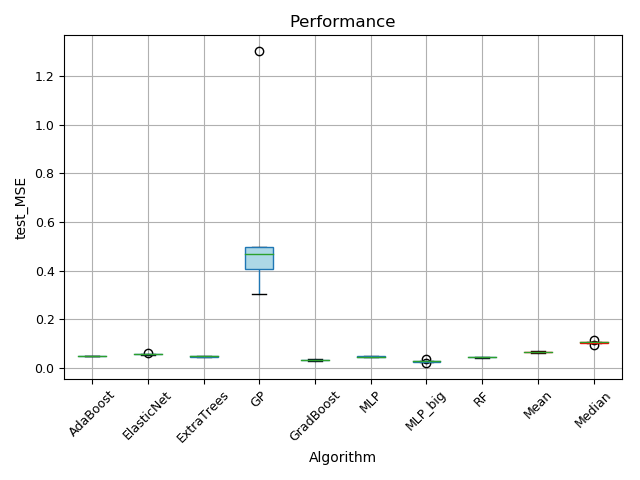 Performance
test_MSE
1.2
1.0
0.8
0.6
0.4
0.2
0.0
AdaBoost
ElasticNet
ExtraTrees
GP
GradBoost
MLP
MLP_big
RF
Mean
Median
Algorithm